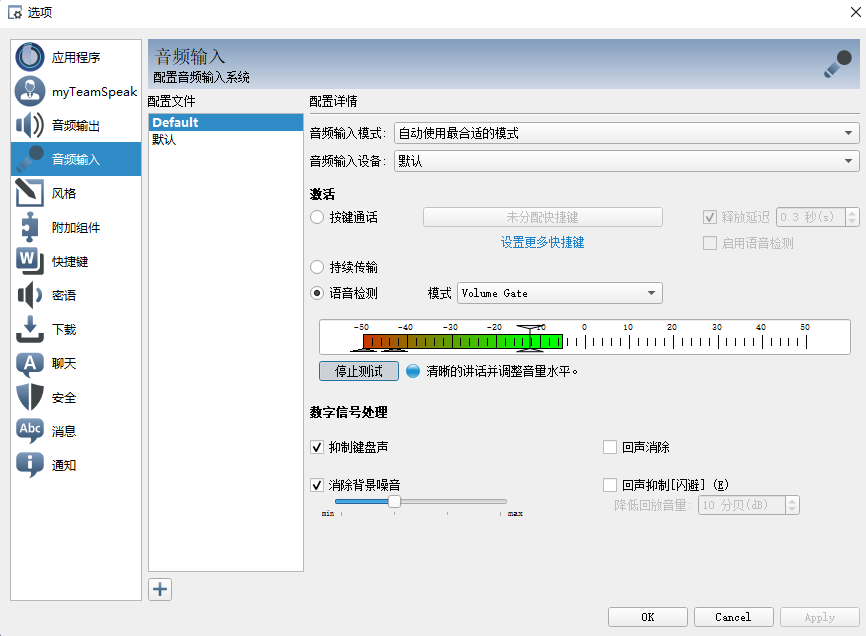 选项
应用程序
myTeamSpeak
音频输出
音频输入
风格
附加组件
快捷键
密语
下载
聊天
安全
消息
通知
音频输入
配置音频输入系统
配置文件
Default
默认
配置详情
音频输入模式: 自动使用最合适的模式
音频输入设备: 默认
激活
按键通话 未分配快捷键 释放延迟 0.3 秒(s)
设置更多快捷键 启用语音检测
持续传输
语音检测 模式 Volume Gate
-50 -40 -30 -20 -10 0 10 20 30 40 50
停止测试 清晰的讲话并调整音量水平。
数字信号处理
抑制键盘声 回声消除
消除背景噪音 回声抑制[闪避] (E)
min max 降低回放音量: 10 分贝(dB)
OK Cancel Apply